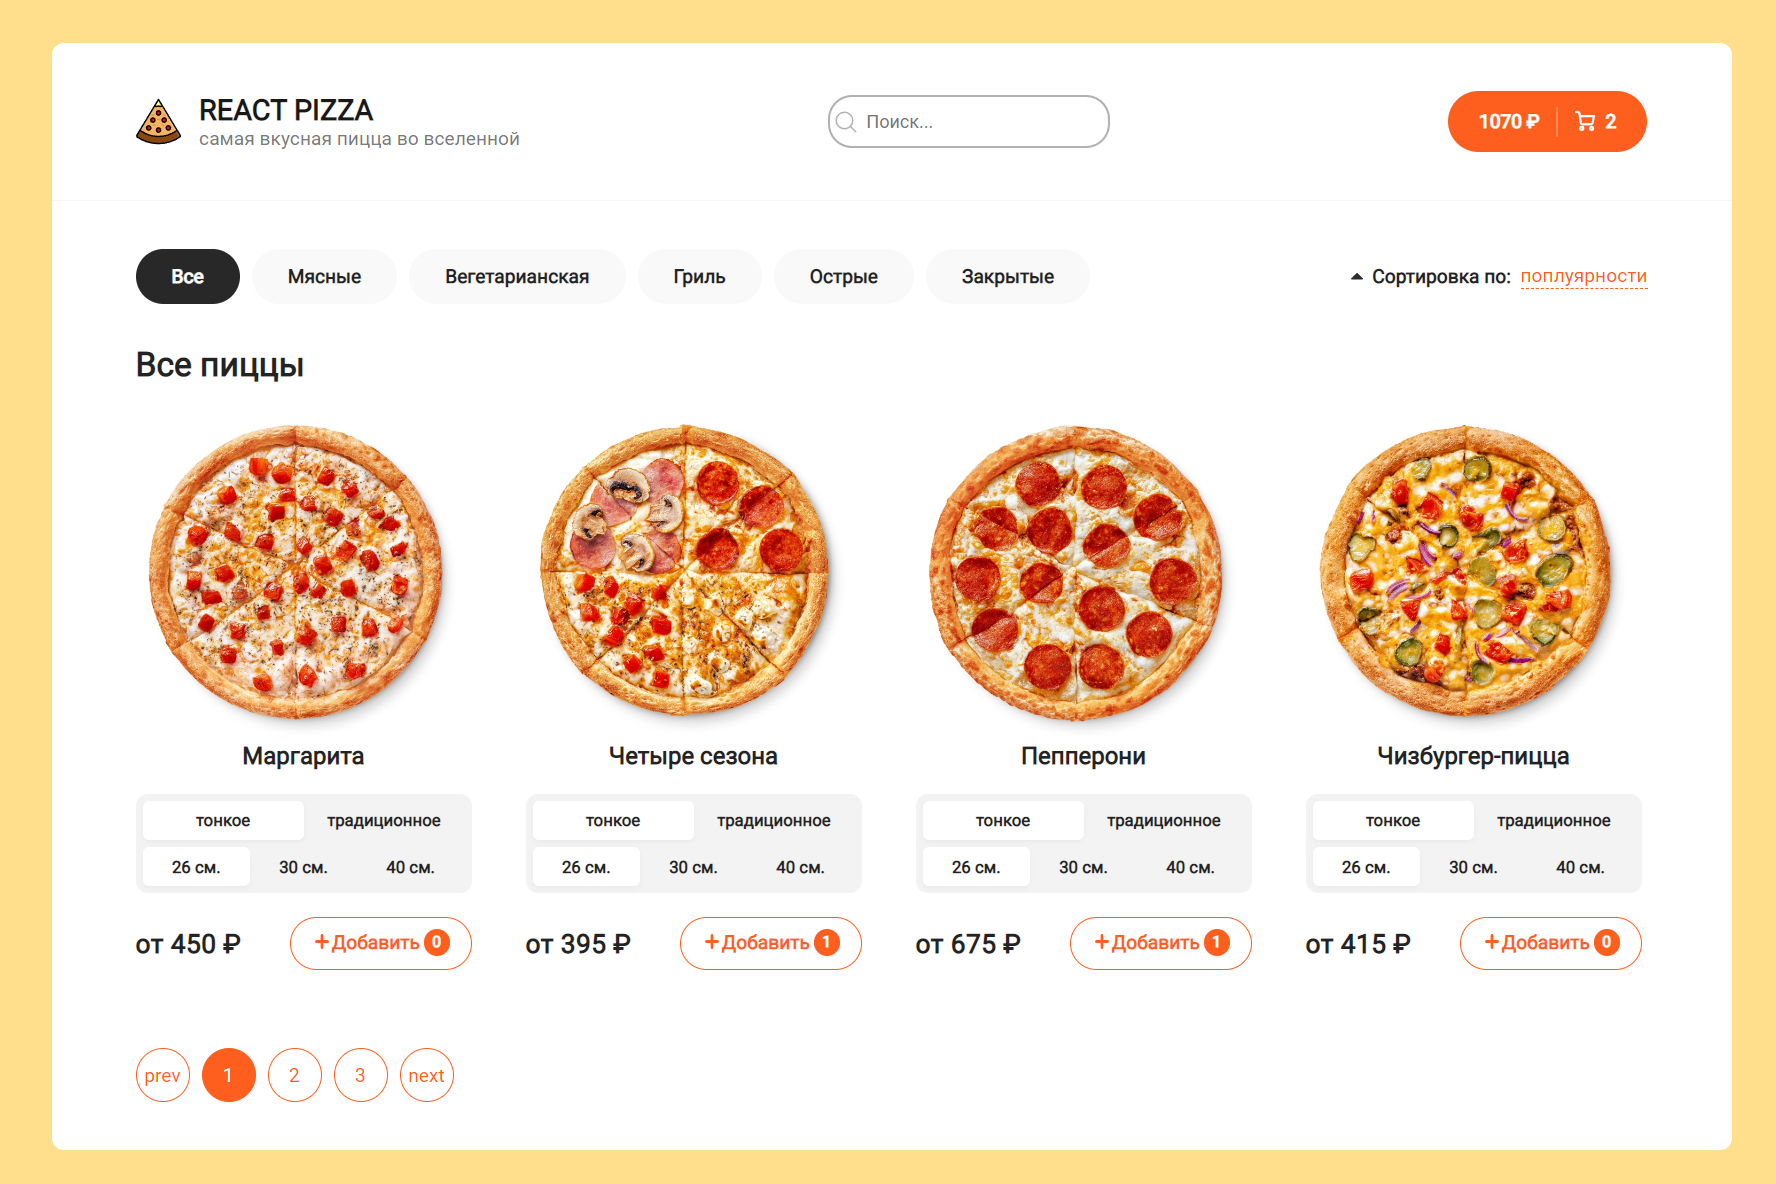 REACT PIZZA
самая вкусная пицца во вселенной
Поиск...
1070 ₽ 2
Все Мясные Вегетарианская Гриль Острые Закрытые Сортировка по: поплуярности
Все пиццы
Маргарита Четыре сезона Пепперони Чизбургер-пицца
тонкое традиционное тонкое традиционное тонкое традиционное тонкое традиционное
26 см. 30 см. 40 см. 26 см. 30 см. 40 см. 26 см. 30 см. 40 см. 26 см. 30 см. 40 см.
от 450 ₽ +Добавить 0 от 395 ₽ +Добавить 1 от 675 ₽ +Добавить 1 от 415 ₽ +Добавить 0
prev 1 2 3 next